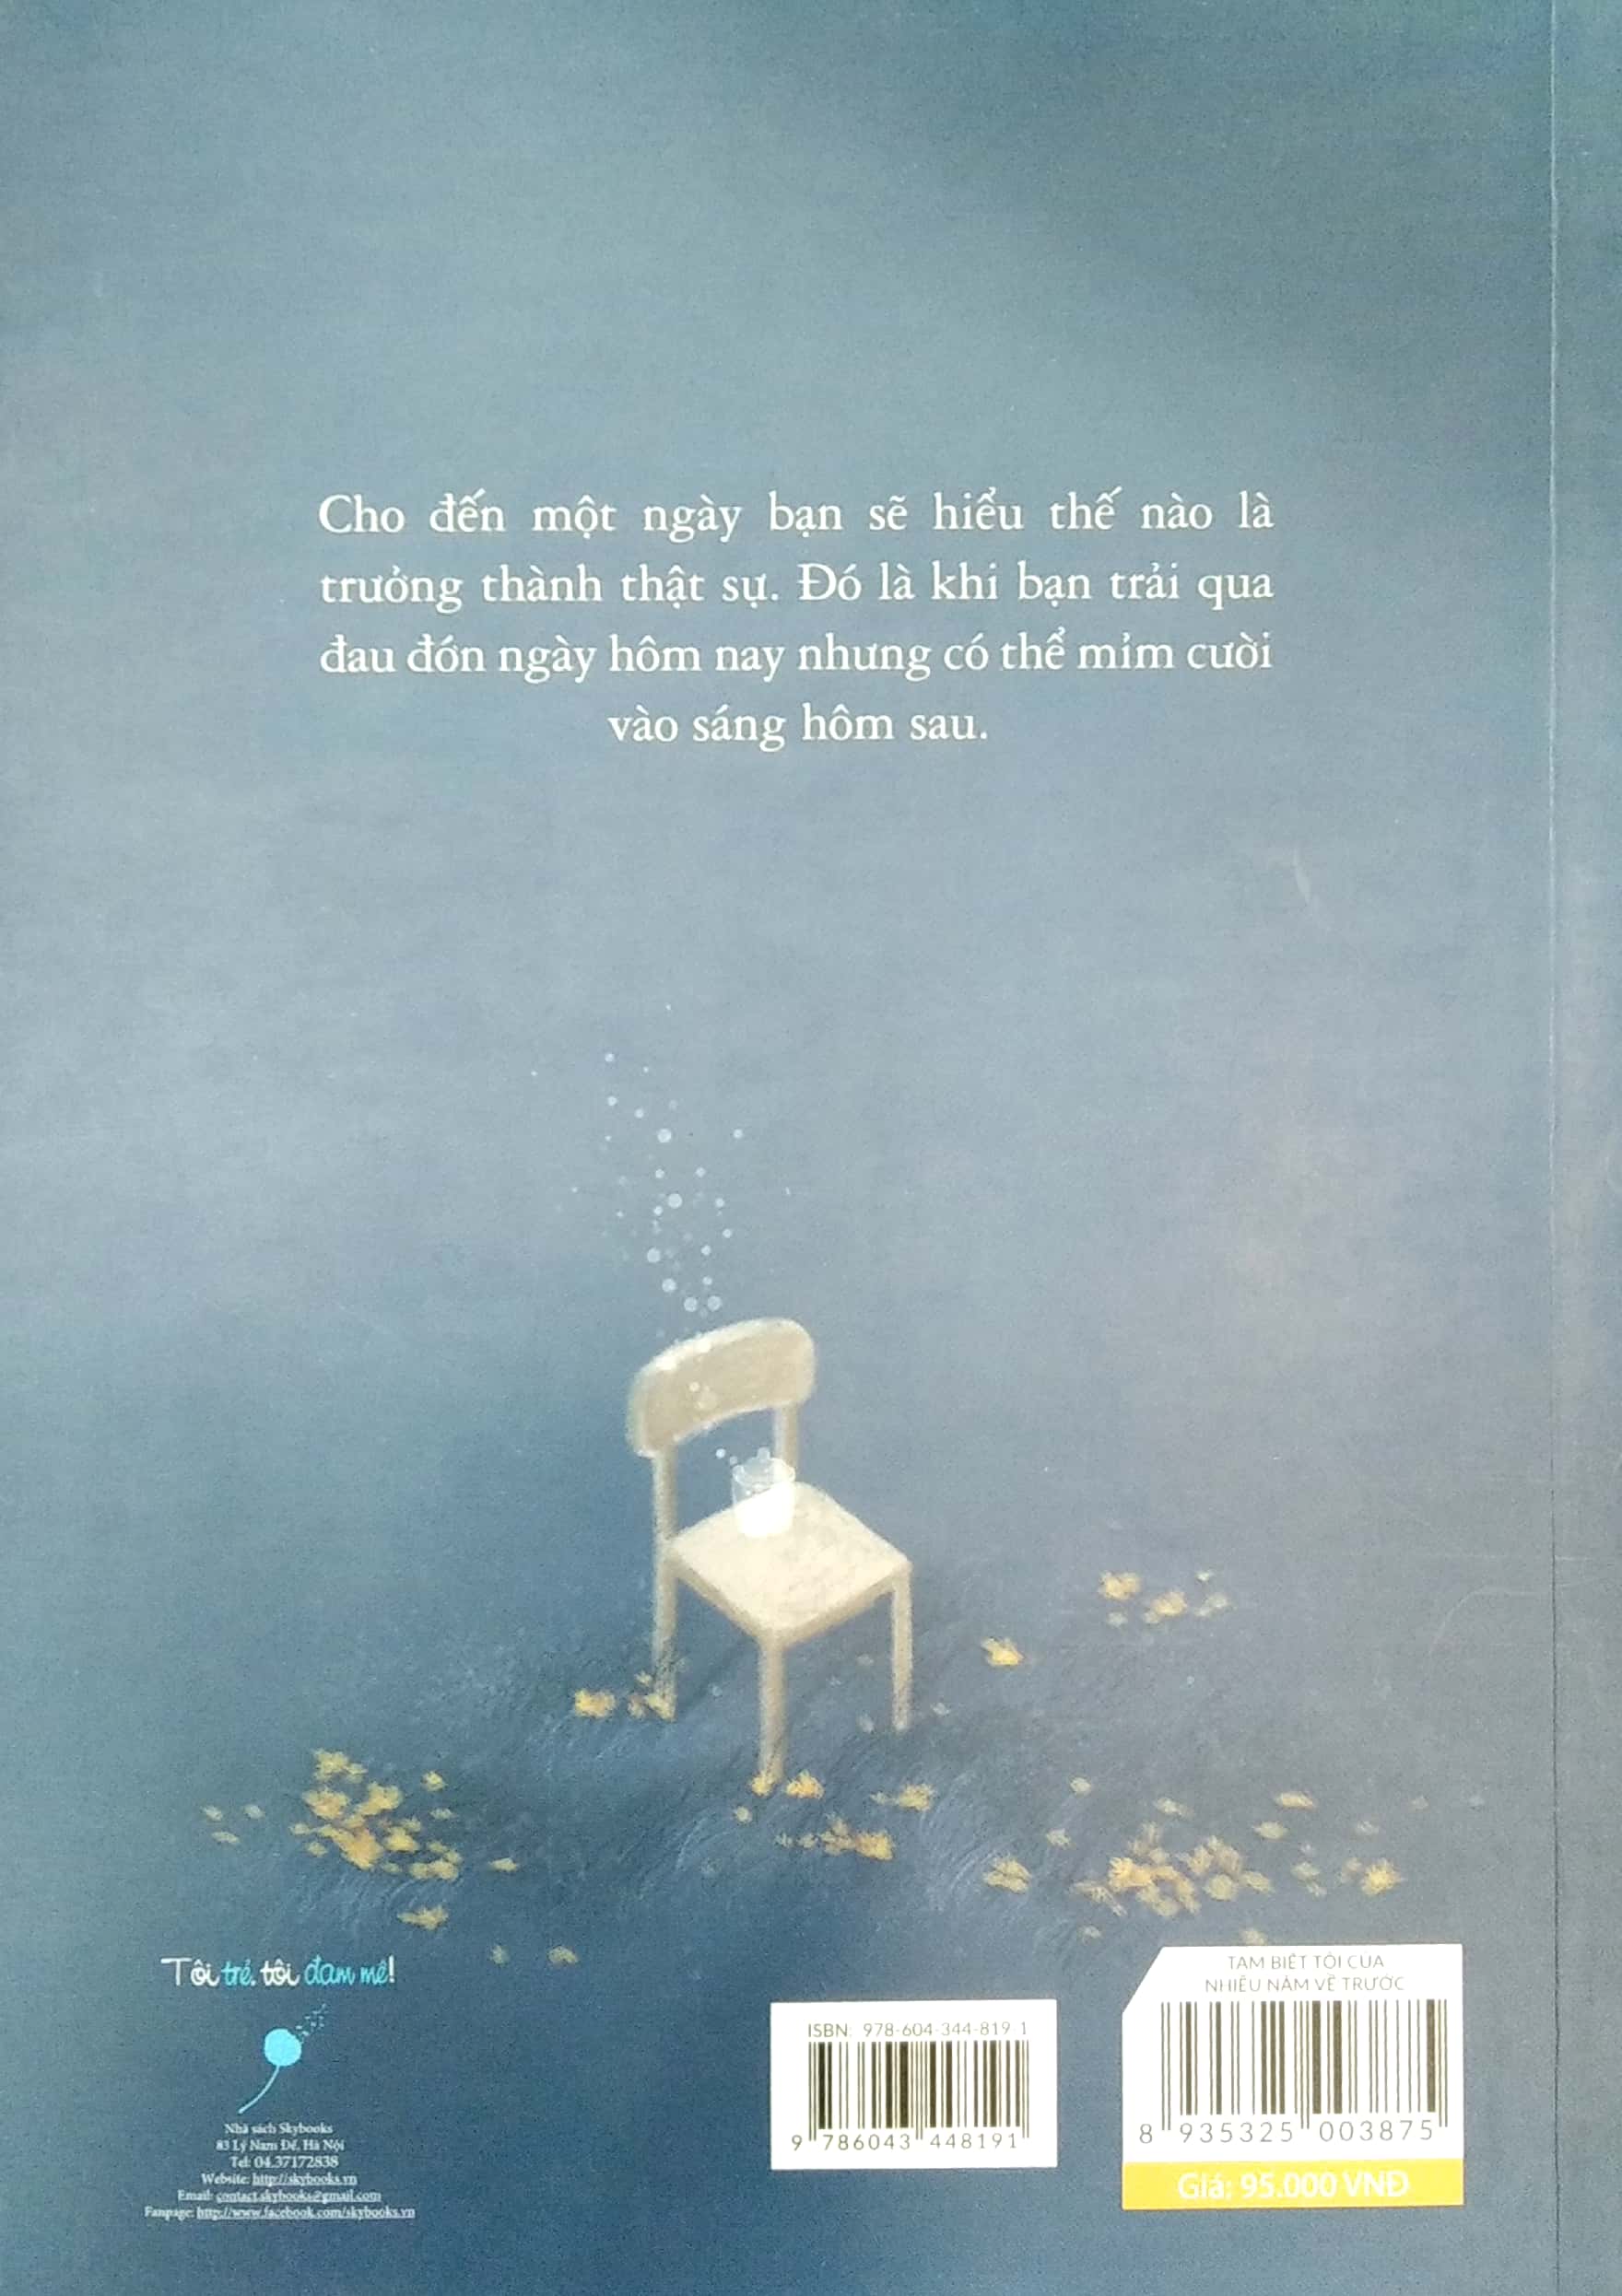 Cho đến một ngày bạn sẽ hiểu thế nào là
trưởng thành thật sự. Đó là khi bạn trải qua
đau đớn ngày hôm nay nhưng có thể mỉm cười
vào sáng hôm sau.
Tôi trẻ, tôi đam mê!
Nhà sách Skybooks
83 Lý Nam Đế, Hà Nội
Tel: 04.37172838
Website: http://skybooks.vn
Email: contact.skybooks@gmail.com
Fanpage: http://www.facebook.com/skybooks.vn
ISBN: 978-604-344-819-1
9 786043 448191
TẠM BIỆT TÔI CỦA
NHIỀU NĂM VỀ TRƯỚC
8 935325 003875
Giá: 95.000 VNĐ